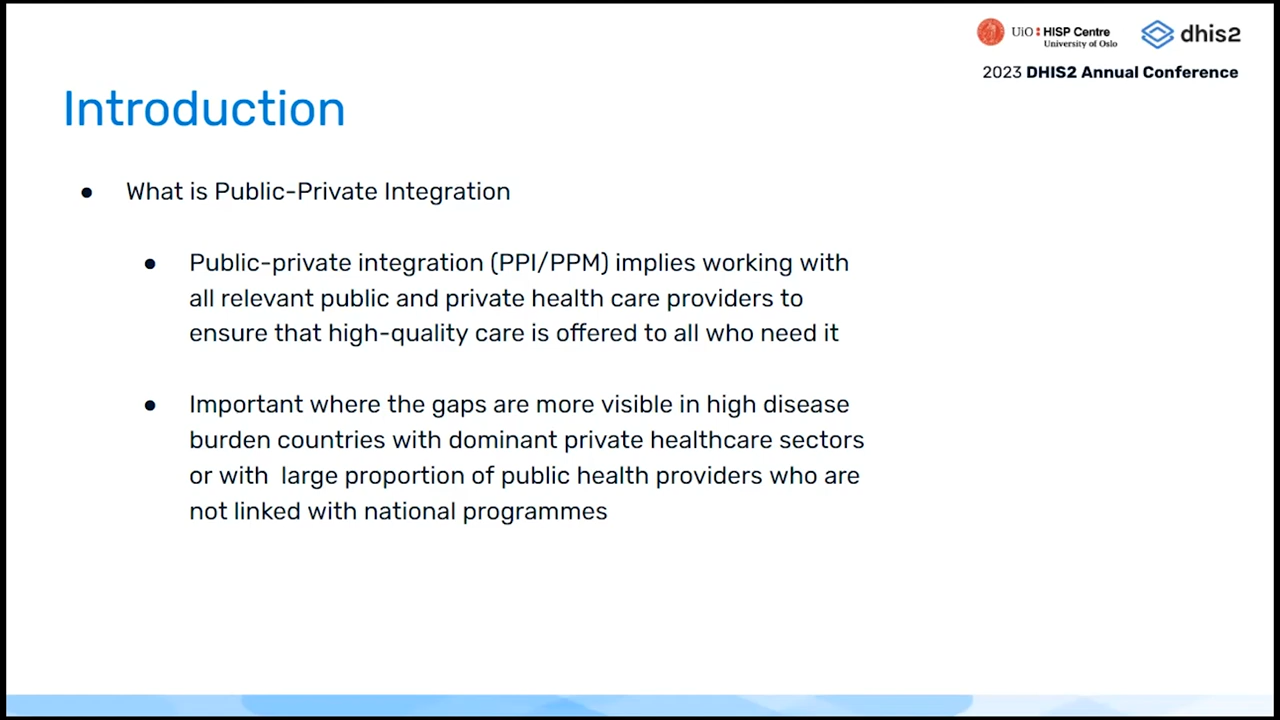 UiO : HISP Centre
University of Oslo
dhis2
2023 DHIS2 Annual Conference
Introduction
● What is Public-Private Integration
● Public-private integration (PPI/PPM) implies working with
all relevant public and private health care providers to
ensure that high-quality care is offered to all who need it
● Important where the gaps are more visible in high disease
burden countries with dominant private healthcare sectors
or with  large proportion of public health providers who are
not linked with national programmes